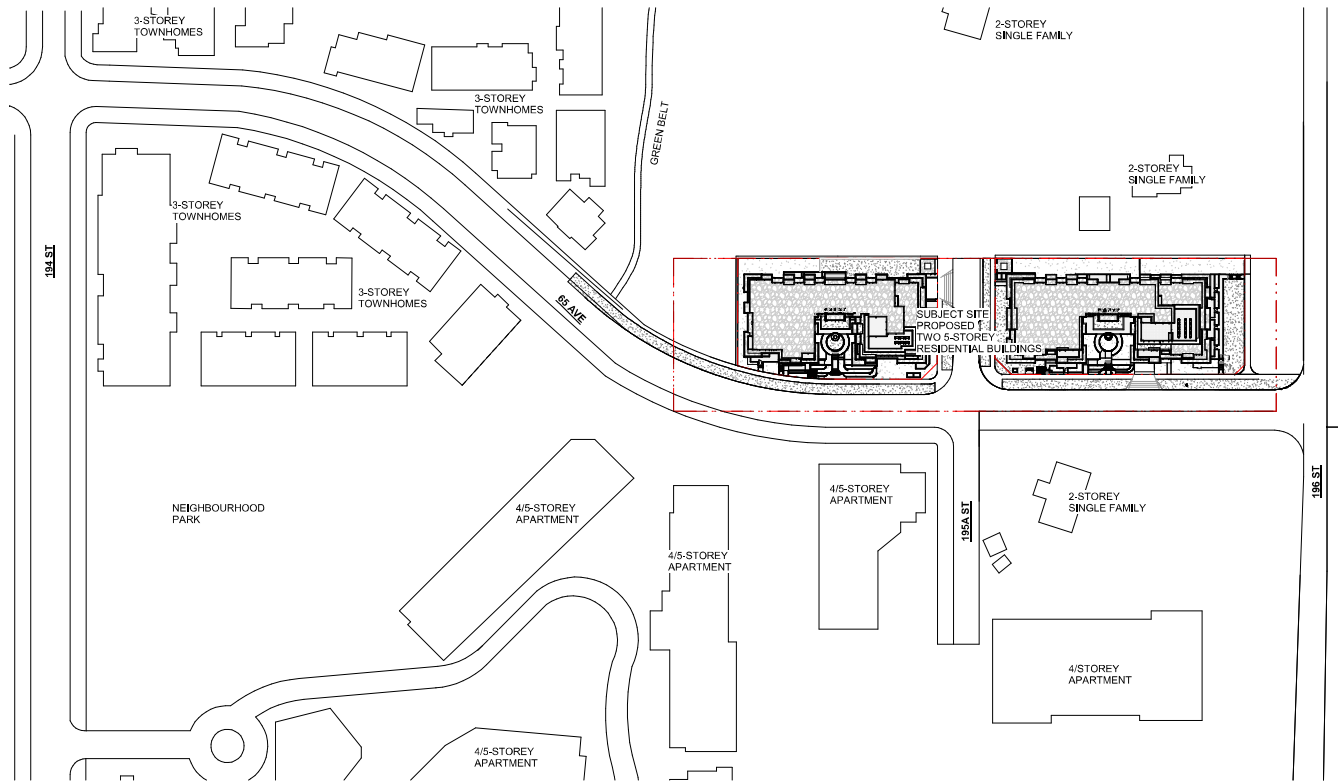 3-STOREY
TOWNHOMES
2-STOREY
SINGLE FAMILY
3-STOREY
TOWNHOMES
GREEN BELT
2-STOREY
SINGLE FAMILY
3-STOREY
TOWNHOMES
194 ST
3-STOREY
TOWNHOMES
65 AVE
SUBJECT SITE
PROPOSED
TWO 5-STOREY
RESIDENTIAL BUILDINGS
NEIGHBOURHOOD
PARK
4/5-STOREY
APARTMENT
4/5-STOREY
APARTMENT
4/5-STOREY
APARTMENT
195A ST
2-STOREY
SINGLE FAMILY
196 ST
4/STOREY
APARTMENT
4/5-STOREY
APARTMENT